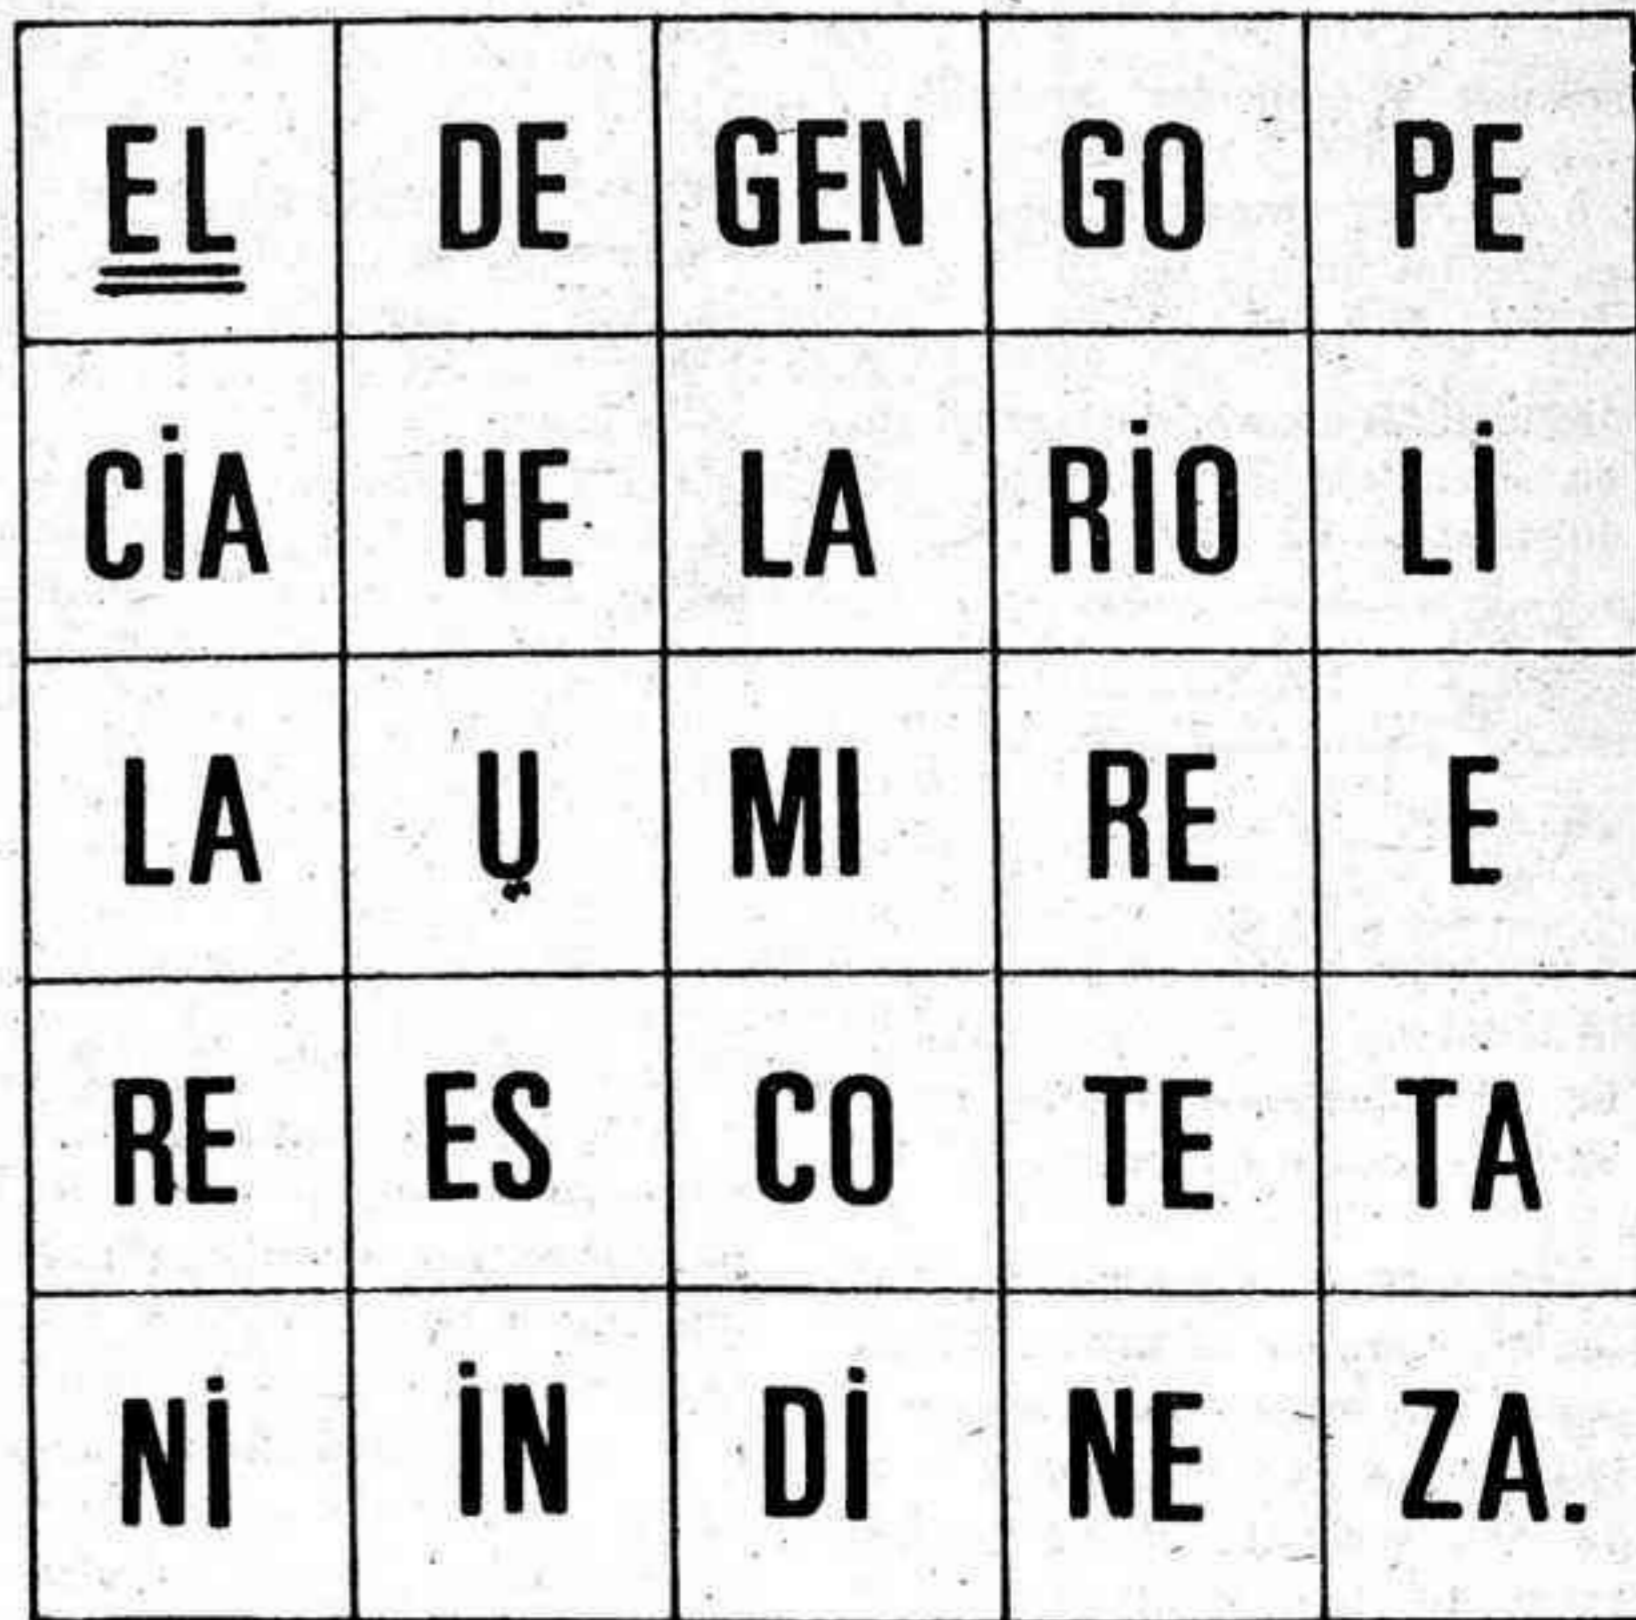 EL DE GEN GO PE
CİA HE LA RİO Lİ
LA U MI RE E
RE ES CO TE TA
Nİ İN Dİ NE ZA.